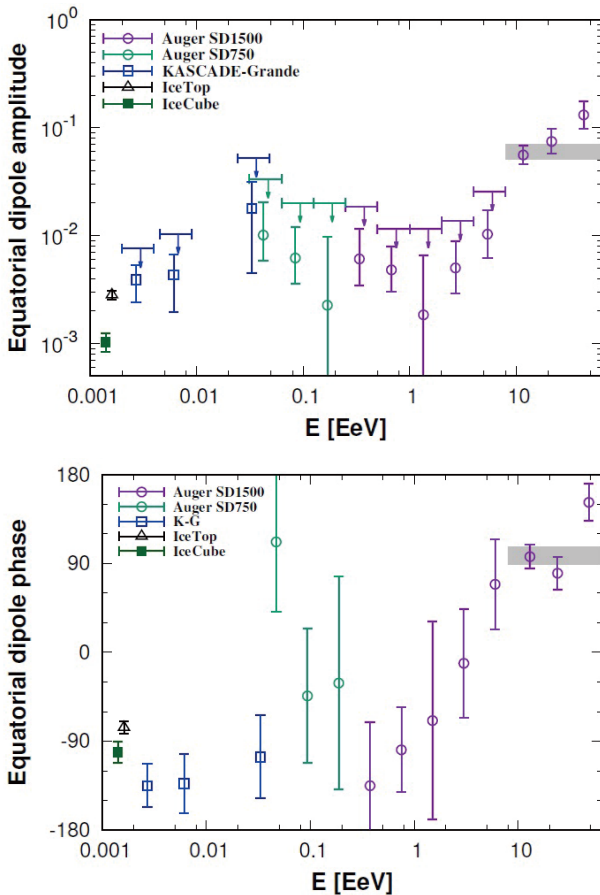 Equatorial dipole amplitude
10⁰
10⁻¹
10⁻²
10⁻³
Auger SD1500
Auger SD750
KASCADE-Grande
IceTop
IceCube
0.001 0.01 0.1 1 10
E [EeV]
Equatorial dipole phase
180
90
0
-90
-180
Auger SD1500
Auger SD750
K-G
IceTop
IceCube
0.001 0.01 0.1 1 10
E [EeV]